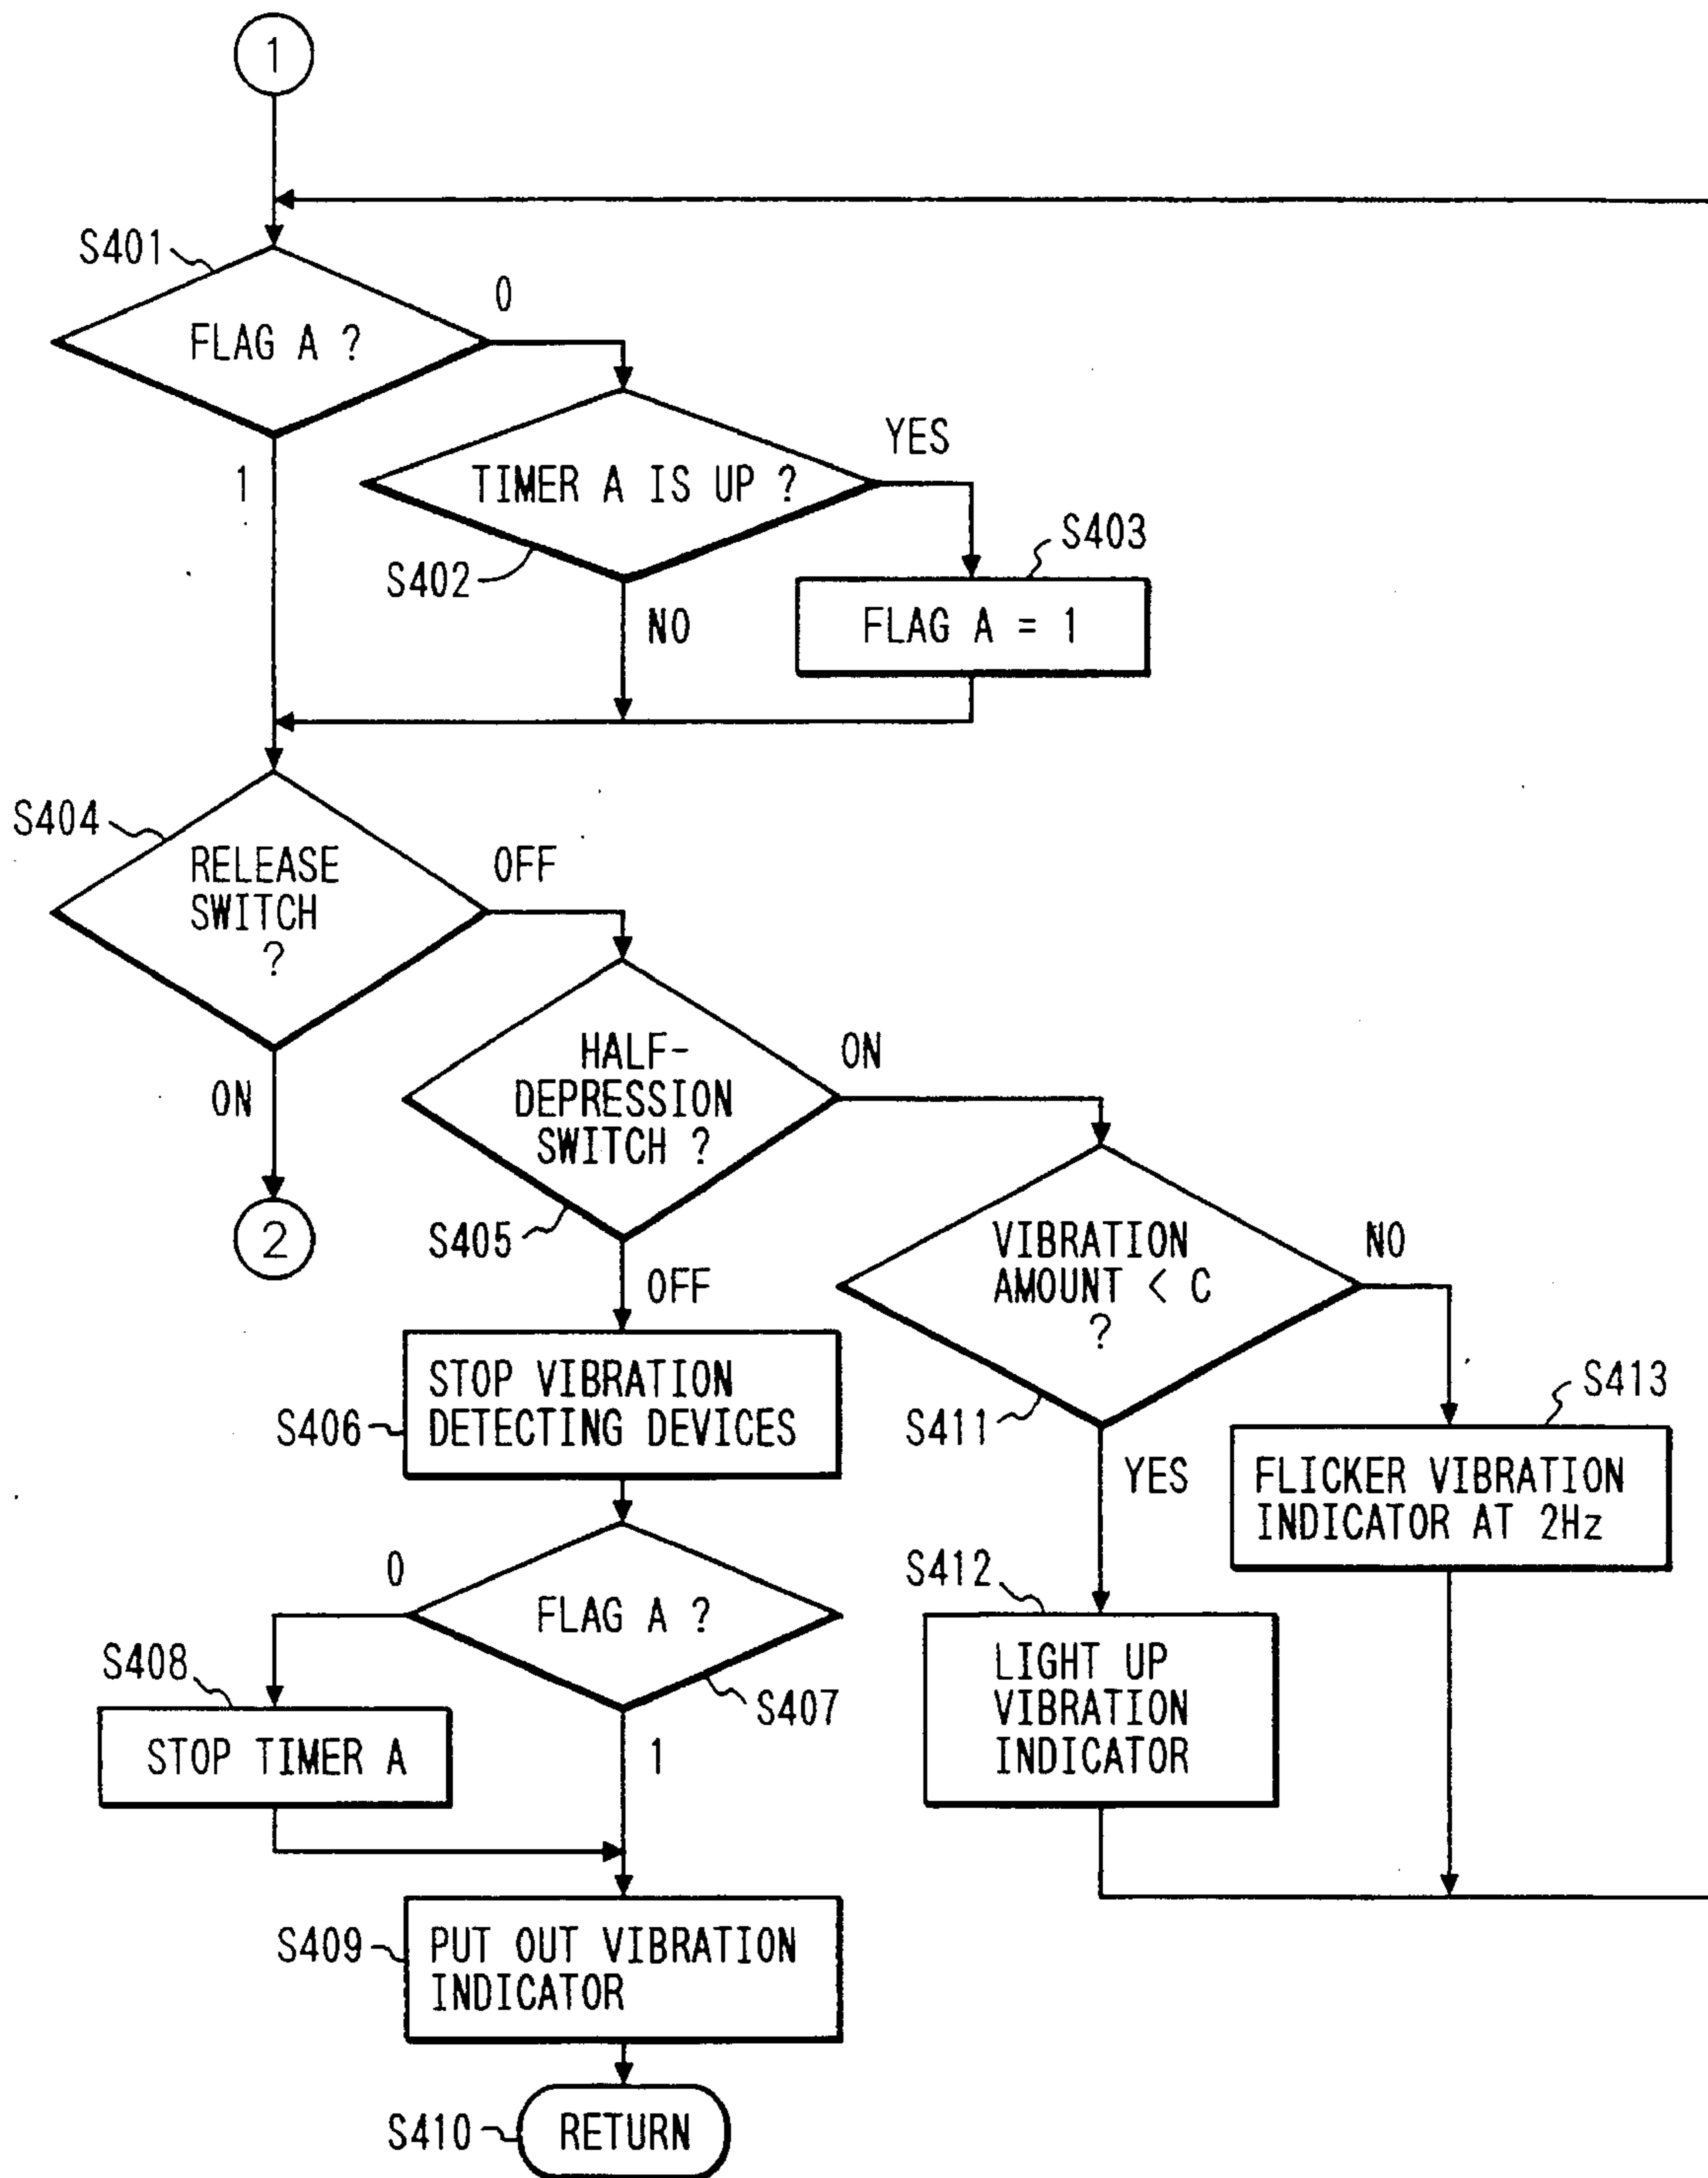 1
S401
0
FLAG A ?
1
YES
TIMER A IS UP ?
S403
S402
NO
FLAG A = 1
S404
RELEASE
SWITCH
?
OFF
ON
HALF-
DEPRESSION
SWITCH ?
ON
2
S405
OFF
VIBRATION
AMOUNT < C
?
NO
S411
YES
S406
STOP VIBRATION
DETECTING DEVICES
S413
FLICKER VIBRATION
INDICATOR AT 2Hz
0
FLAG A ?
S407
S412
LIGHT UP
VIBRATION
INDICATOR
S408
STOP TIMER A
1
S409
PUT OUT VIBRATION
INDICATOR
S410
RETURN